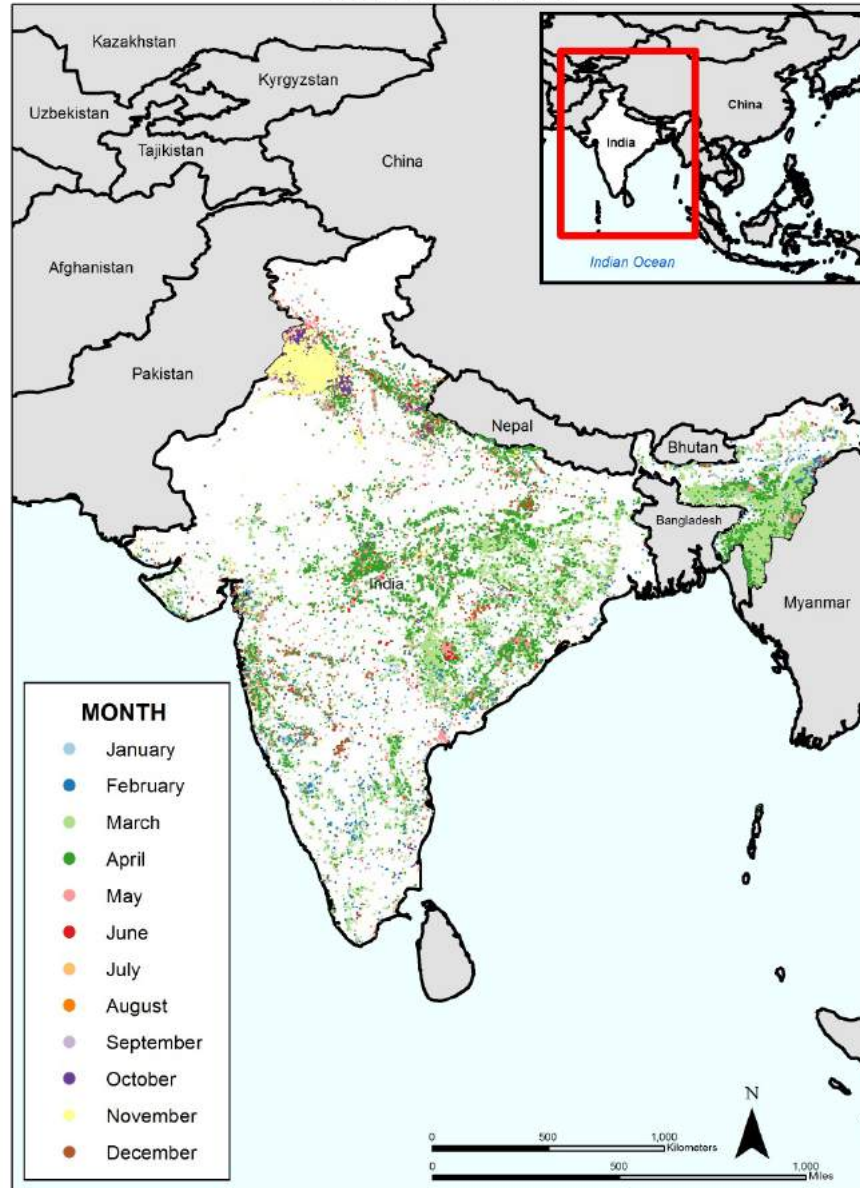 Kazakhstan
Kyrgyzstan
Uzbekistan
Tajikistan
China
Afghanistan
Pakistan
Nepal
Bhutan
Bangladesh
India
Myanmar
China
India
Indian Ocean
MONTH
January
February
March
April
May
June
July
August
September
October
November
December
N
0 500 1,000
Kilometers
0 500 1,000
Miles